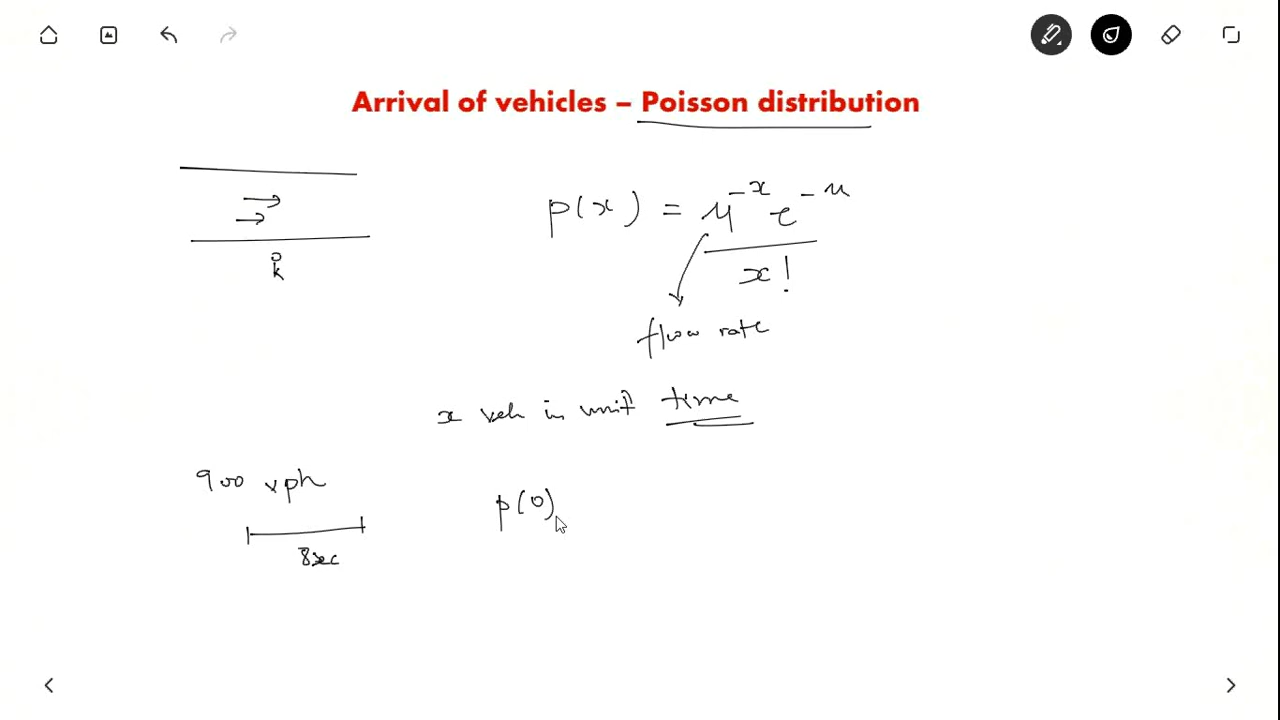 Arrival of vehicles – Poisson distribution
p(x) = μ^-x e^-μ / x!
flow rate
x veh in unit time
900 vph
p(0)
8sec